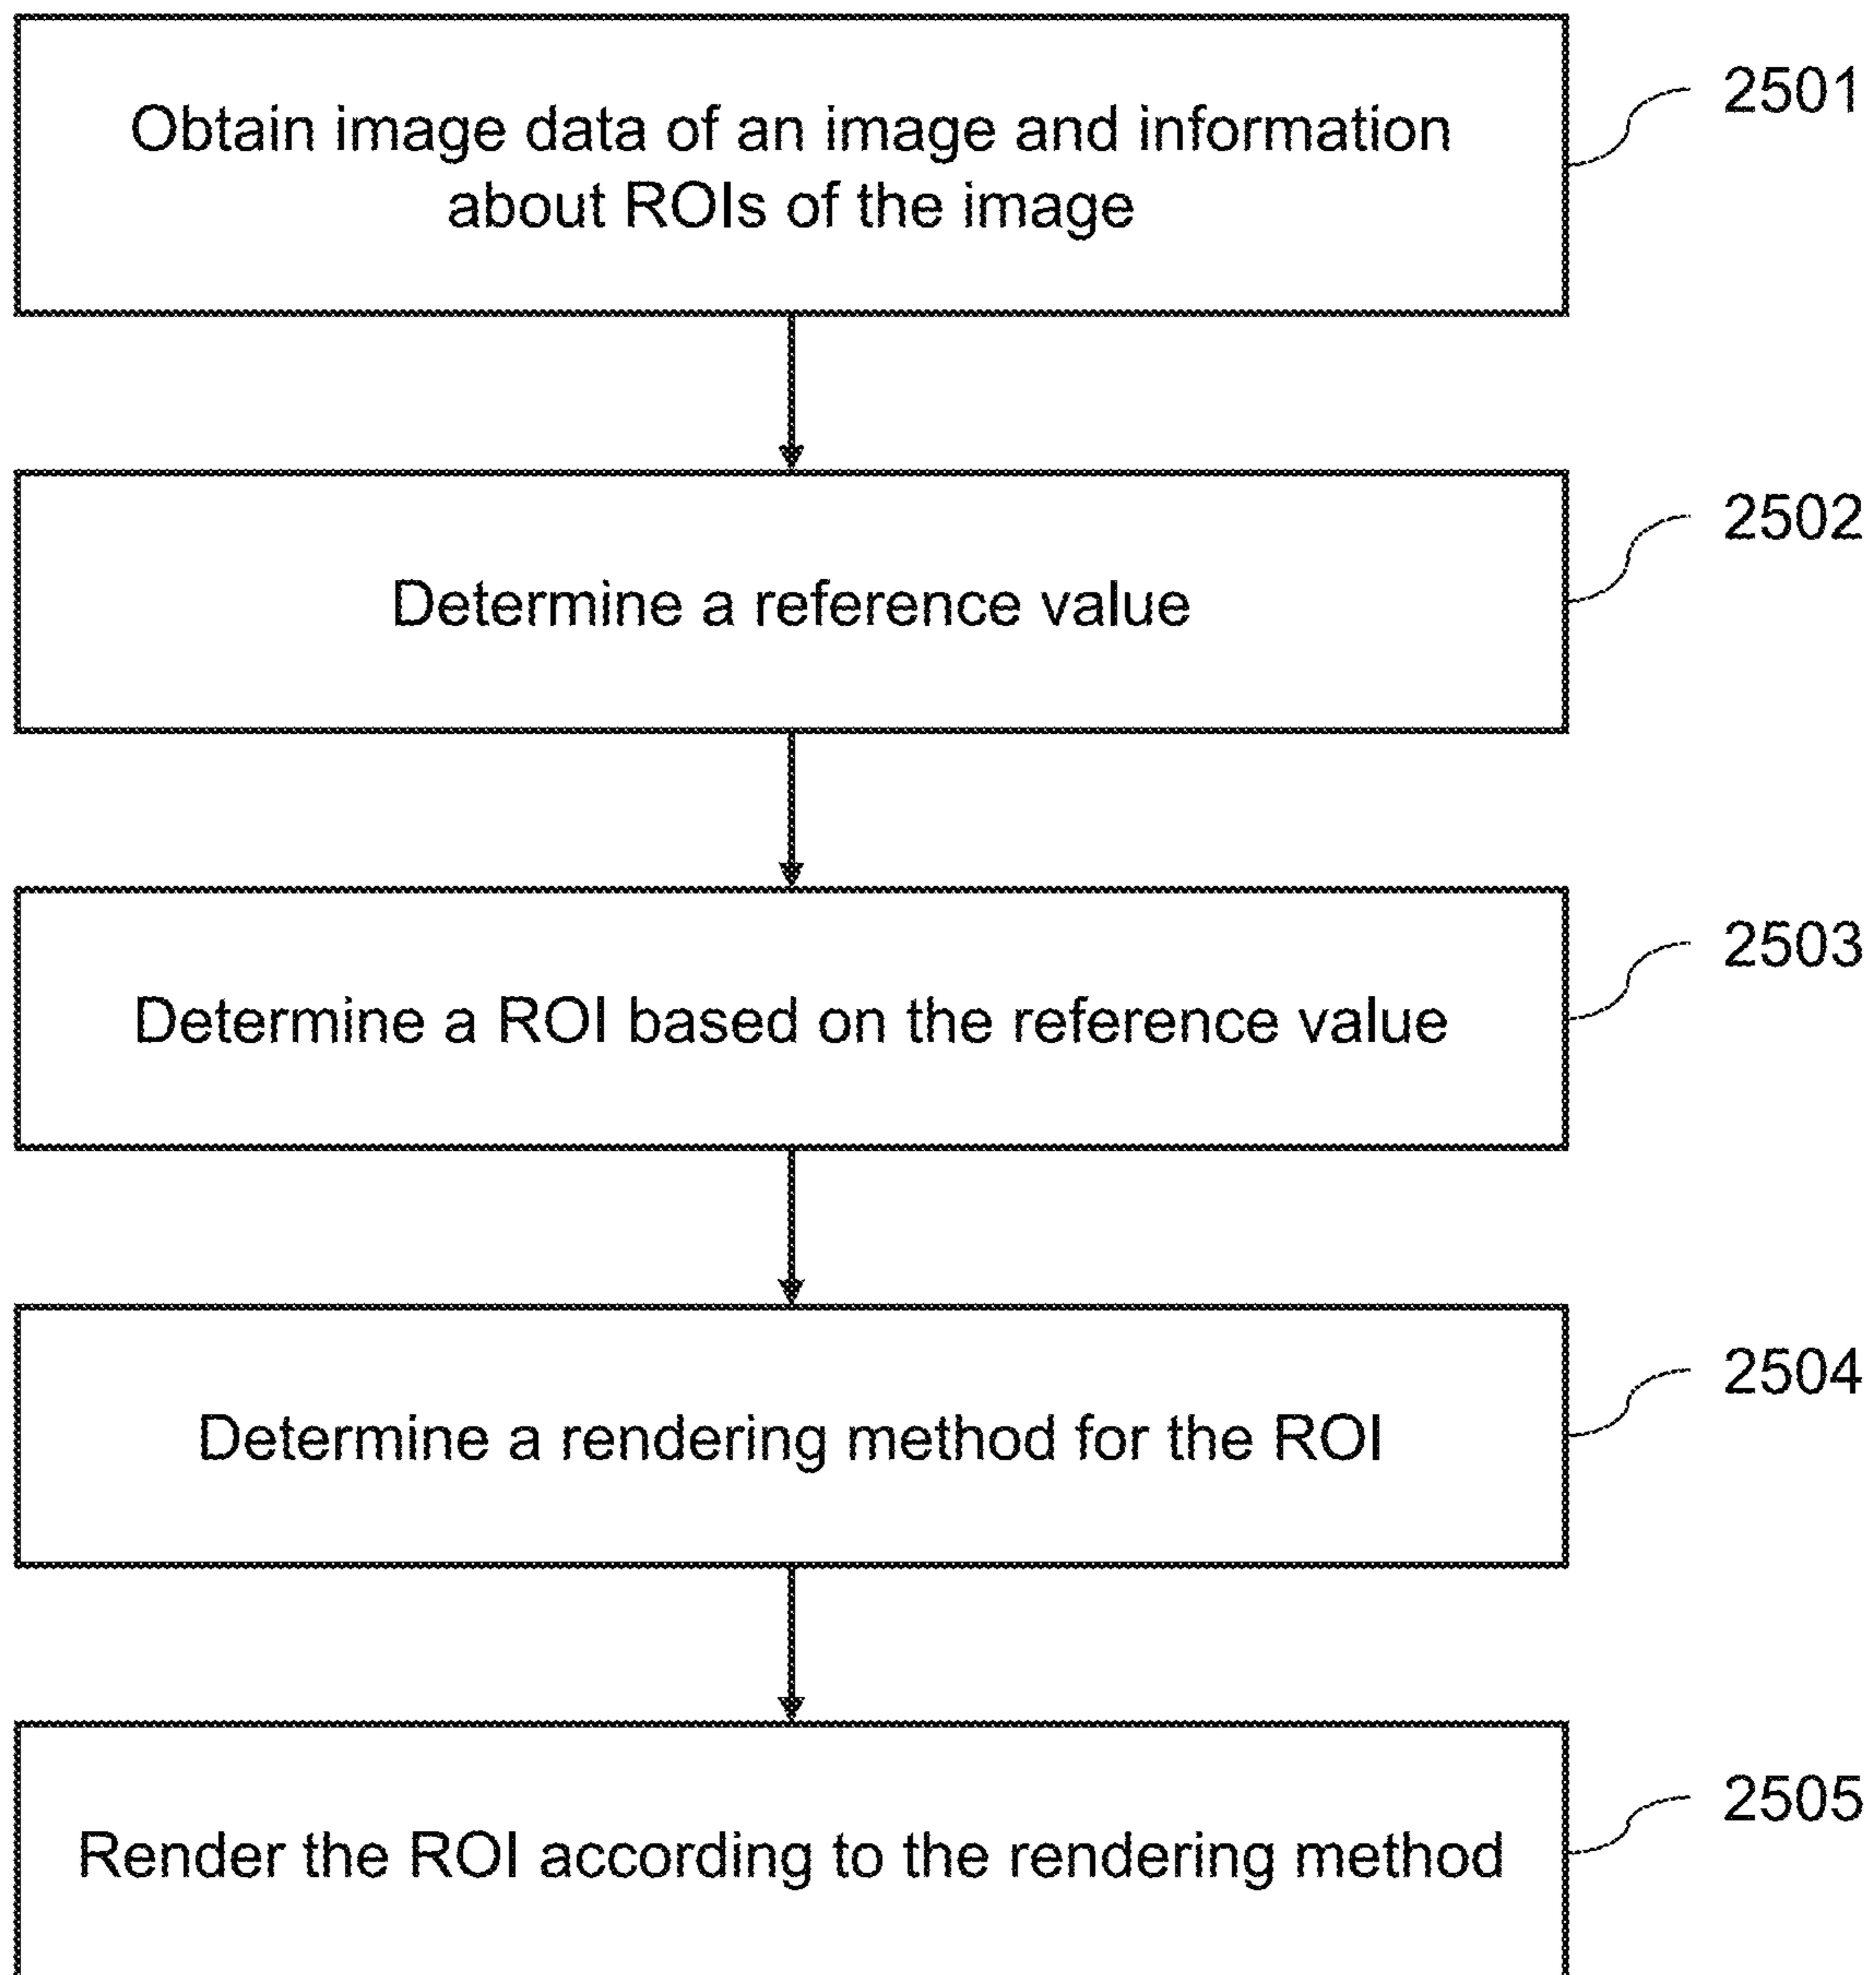 Obtain image data of an image and information
about ROIs of the image
2501
Determine a reference value
2502
Determine a ROI based on the reference value
2503
Determine a rendering method for the ROI
2504
Render the ROI according to the rendering method
2505